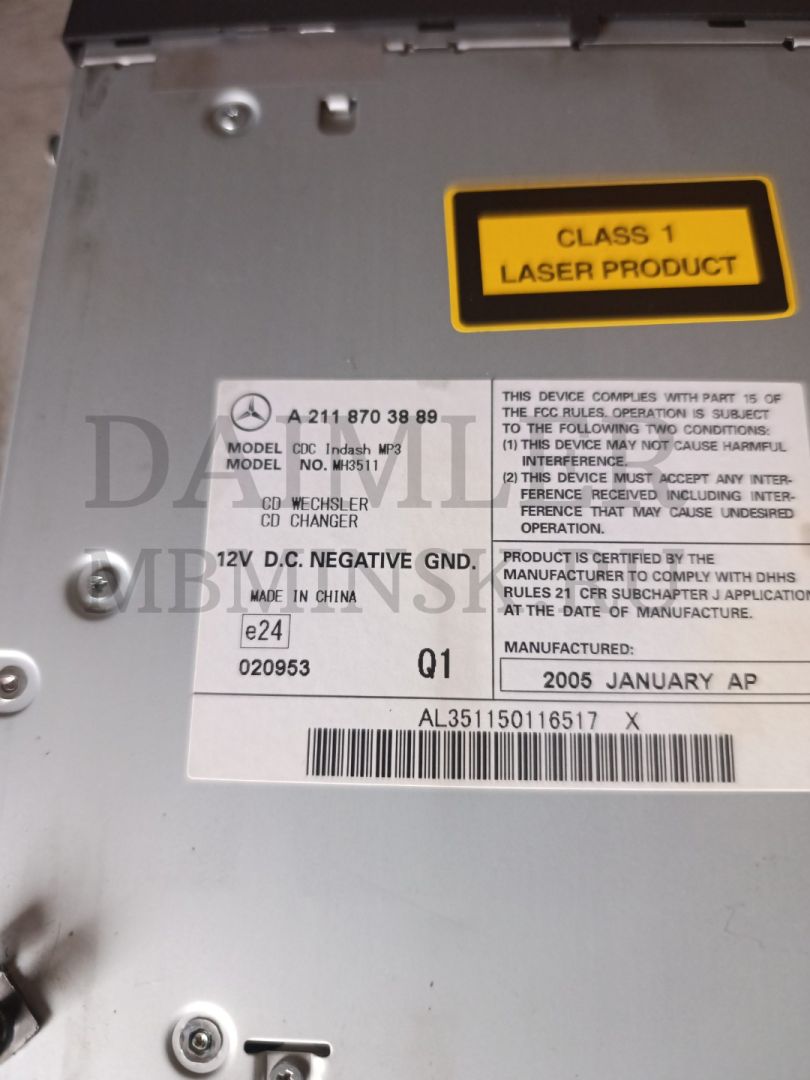 CLASS 1
LASER PRODUCT
A 211 870 38 89
MODEL CDC Indash MP3
MODEL NO. MH3511
CD WECHSLER
CD CHANGER
12V D.C. NEGATIVE GND.
MADE IN CHINA
e24
020953
Q1
THIS DEVICE COMPLIES WITH PART 15 OF
THE FCC RULES. OPERATION IS SUBJECT
TO THE FOLLOWING TWO CONDITIONS:
(1) THIS DEVICE MAY NOT CAUSE HARMFUL
INTERFERENCE.
(2) THIS DEVICE MUST ACCEPT ANY INTER-
FERENCE RECEIVED INCLUDING INTER-
FERENCE THAT MAY CAUSE UNDESIRED
OPERATION.
PRODUCT IS CERTIFIED BY THE
MANUFACTURER TO COMPLY WITH DHHS
RULES 21 CFR SUBCHAPTER J APPLICATION
AT THE DATE OF MANUFACTURE.
MANUFACTURED:
2005 JANUARY AP
AL351150116517 X
DAIMLER
MBMINSK.RU